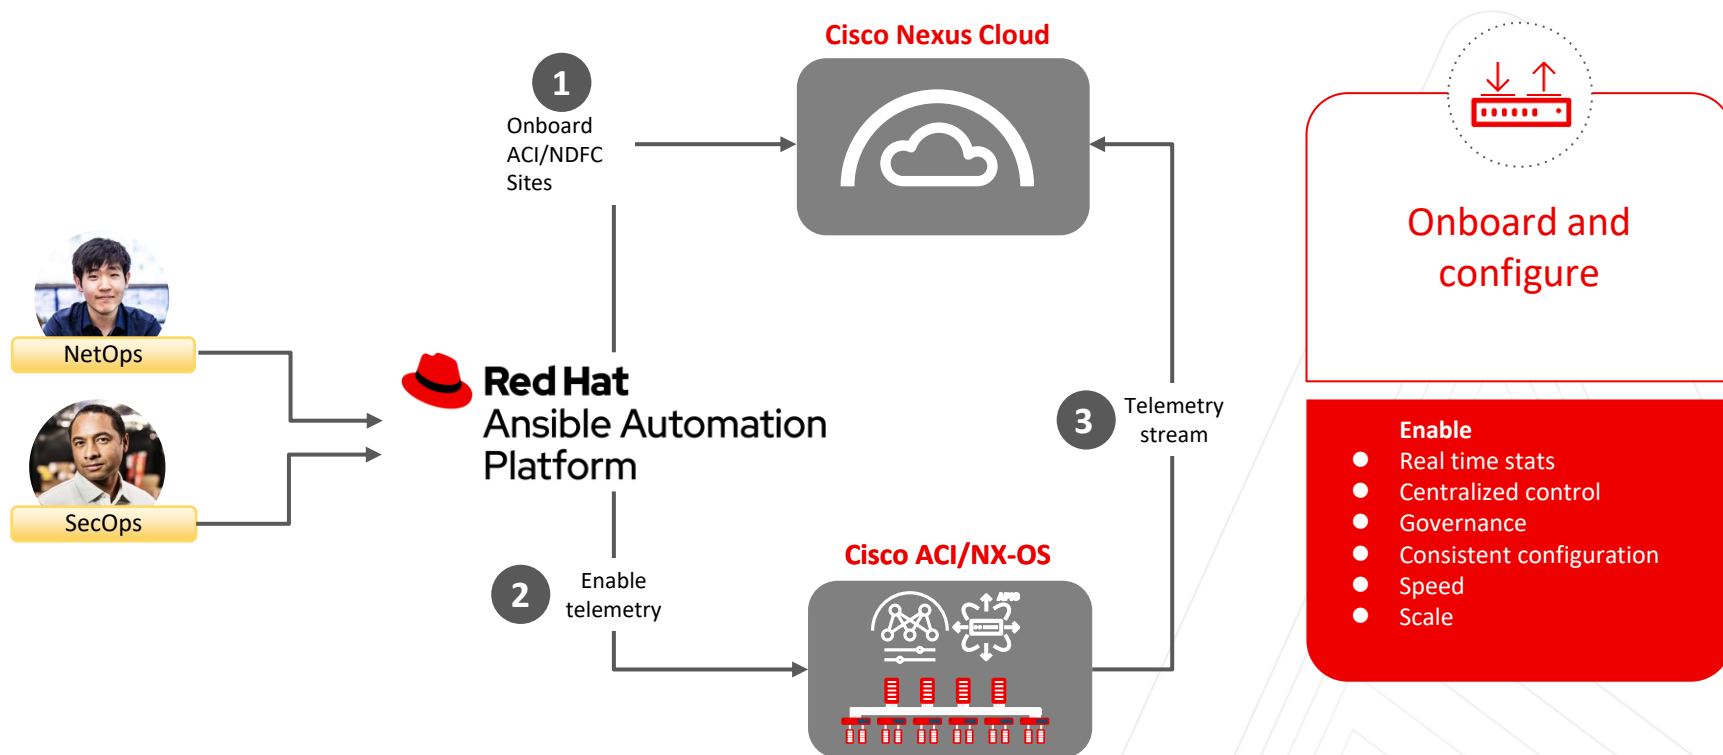 Cisco Nexus Cloud
1
Onboard
ACI/NDFC
Sites
NetOps
SecOps
Red Hat
Ansible Automation
Platform
3
Telemetry
stream
2
Enable
telemetry
Cisco ACI/NX-OS
APIC
Onboard and
configure
Enable
Real time stats
Centralized control
Governance
Consistent configuration
Speed
Scale